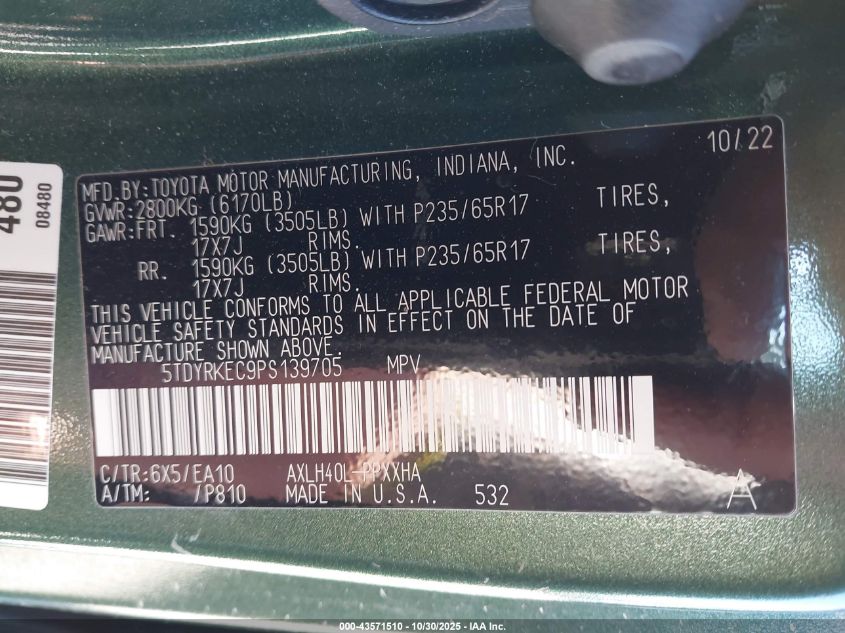 480
08480
10/22
MFD.BY:TOYOTA MOTOR MANUFACTURING, INDIANA, INC.
GVWR:2800KG (6170LB)
GAWR:FRT. 1590KG (3505LB) WITH P235/65R17 TIRES,
17X7J RIMS.
RR. 1590KG (3505LB) WITH P235/65R17 TIRES,
17X7J RIMS.
THIS VEHICLE CONFORMS TO ALL APPLICABLE FEDERAL MOTOR
VEHICLE SAFETY STANDARDS IN EFFECT ON THE DATE OF
MANUFACTURE SHOWN ABOVE.
5TDYRKEC9PS139705 MPV
C/TR:6X5/EA10 AXLH40L-PPXXHA
A/TM: /P810 MADE IN U.S.A. 532 A
000-43571510 - 10/30/2025 - IAA Inc.